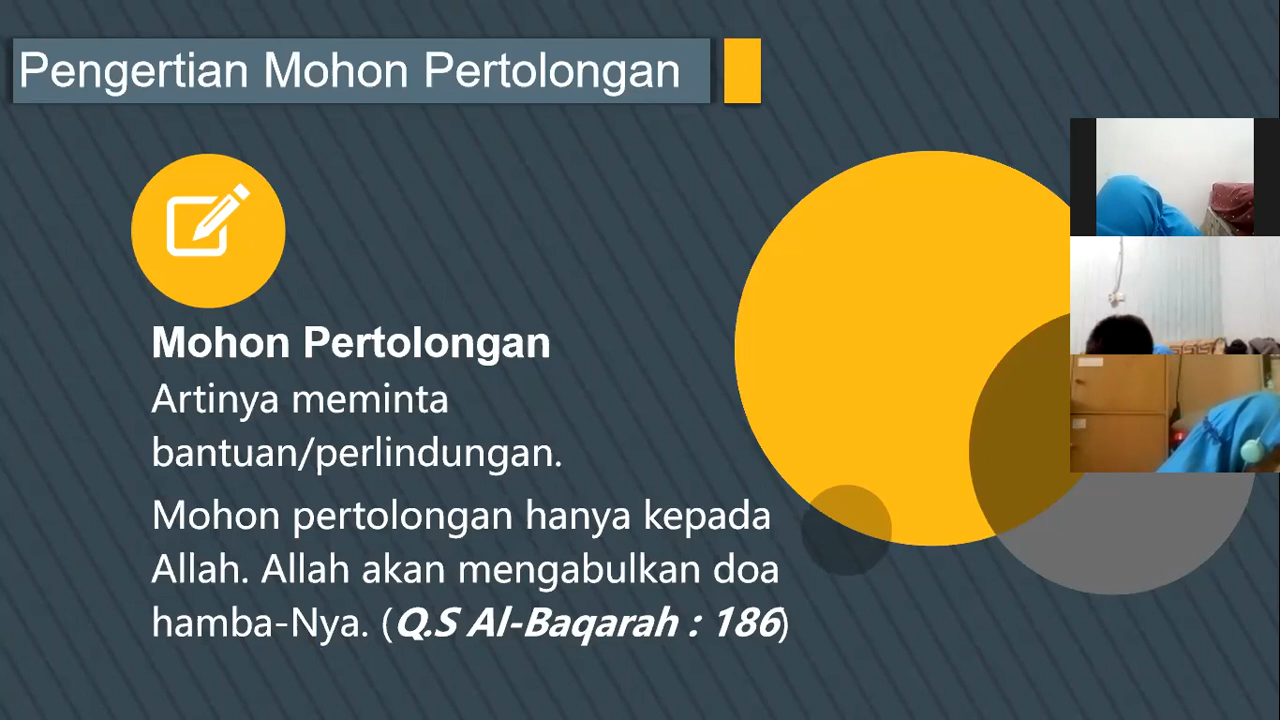 Pengertian Mohon Pertolongan
Mohon Pertolongan
Artinya meminta
bantuan/perlindungan.
Mohon pertolongan hanya kepada
Allah. Allah akan mengabulkan doa
hamba-Nya. (Q.S Al-Baqarah : 186)